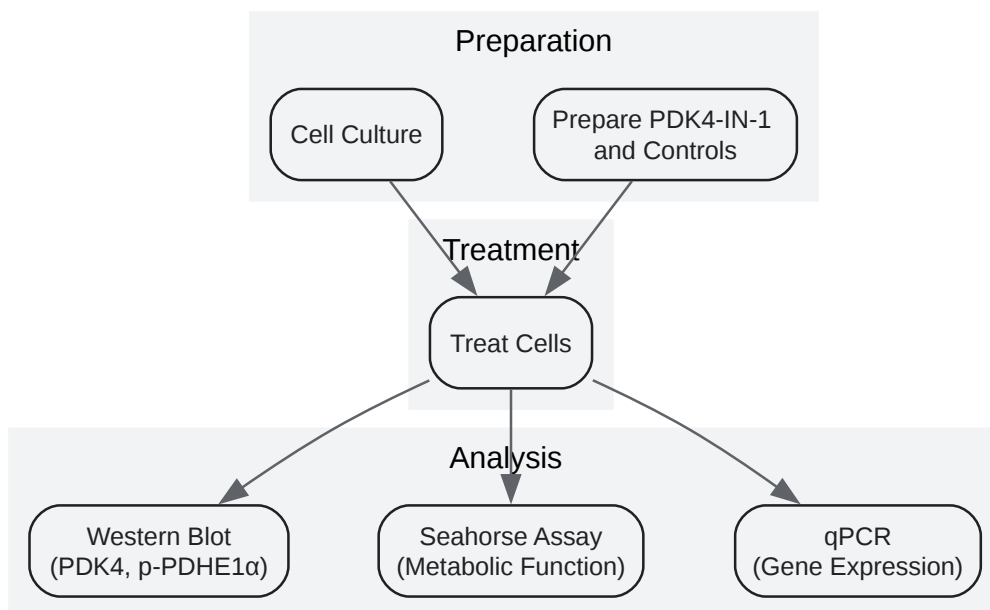 Preparation
Cell Culture
Prepare PDK4-IN-1
and Controls
Treatment
Treat Cells
Analysis
Western Blot
(PDK4, p-PDHE1α)
Seahorse Assay
(Metabolic Function)
qPCR
(Gene Expression)